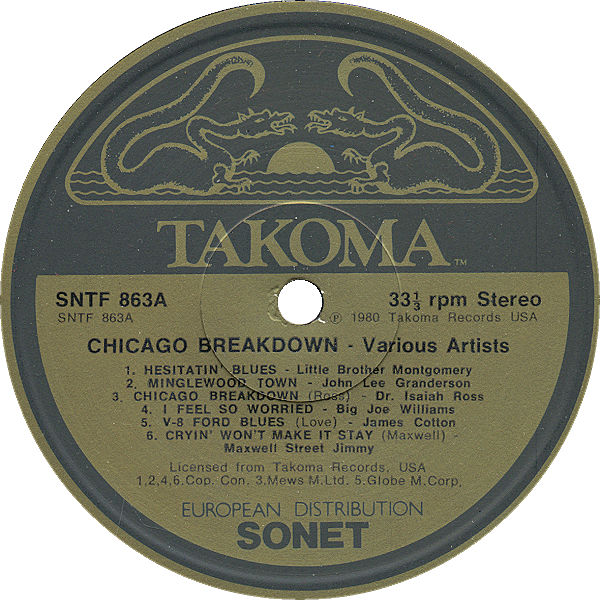 TAKOMA™
SNTF 863A
SNTF 863A
33⅓ rpm Stereo
℗ 1980 Takoma Records USA
CHICAGO BREAKDOWN - Various Artists
1. HESITATIN' BLUES - Little Brother Montgomery
2. MINGLEWOOD TOWN - John Lee Granderson
3. CHICAGO BREAKDOWN (Ross) - Dr. Isaiah Ross
4. I FEEL SO WORRIED - Big Joe Williams
5. V-8 FORD BLUES (Love) - James Cotton
6. CRYIN' WON'T MAKE IT STAY (Maxwell) -
Maxwell Street Jimmy
Licensed from Takoma Records, USA
1,2,4,6.Cop. Con. 3.Mews M.Ltd. 5.Globe M.Corp,
EUROPEAN DISTRIBUTION
SONET